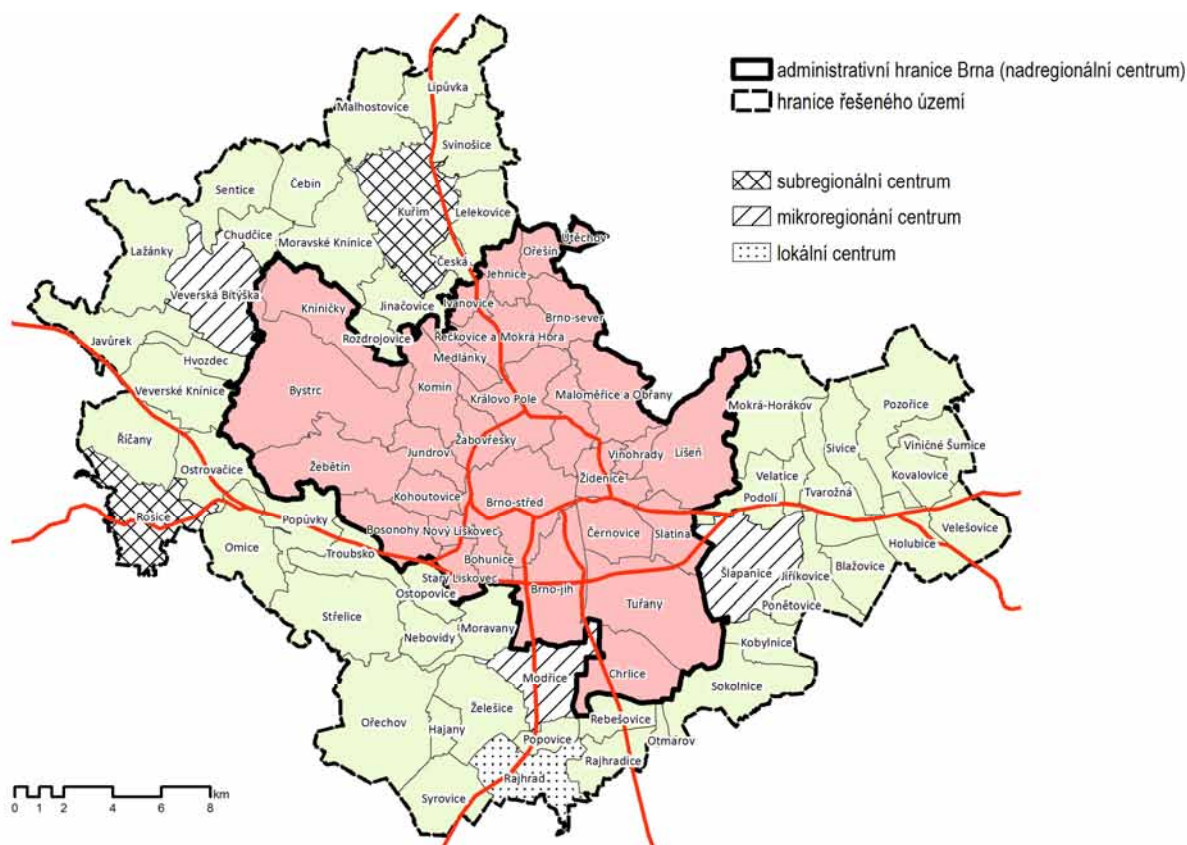 administrativní hranice Brna (nadregionální centrum)
hranice řešeného území
subregionální centrum
mikroregionání centrum
lokální centrum
Lipůvka
Malhostovice
Svinošice
Sentice
Čebín
Kuřim
Lelekovice
Chudčice
Moravské Knínice
Lažánky
Česká
Útěchov
Ořešín
Jehnice
Veverská Bítýška
Kníničky
Jinačovice
Ivanovice
Brno-sever
Rozdrojovice
Řečkovice a Mokrá Hora
Javůrek
Hvozdec
Medlánky
Veverské Knínice
Bystrc
Komín
Královo Pole
Maloměřice a Obřany
Mokrá-Horákov
Pozořice
Říčany
Žabovřesky
Sivice
Viničné Šumice
Žebětín
Jundrov
Vinohrady
Líšeň
Ostrovačice
Židenice
Velatice
Kovalovice
Kohoutovice
Brno-střed
Podolí
Tvarožná
Rosice
Popůvky
Bosonohy
Nový Lískovec
Černovice
Slatina
Velešovice
Omice
Troubsko
Bohunice
Holubice
Starý Lískovec
Brno-jih
Šlapanice
Jiříkovice
Blažovice
Ostopovice
Tuřany
Ponětovice
Střelice
Nebovidy
Moravany
Kobylnice
Modřice
Chrlice
Sokolnice
Ořechov
Želešice
Hajany
Rebešovice
Popovice
Otmarov
Rajhrad
Rajhradice
Syrovice
km
0 1 2 4 6 8